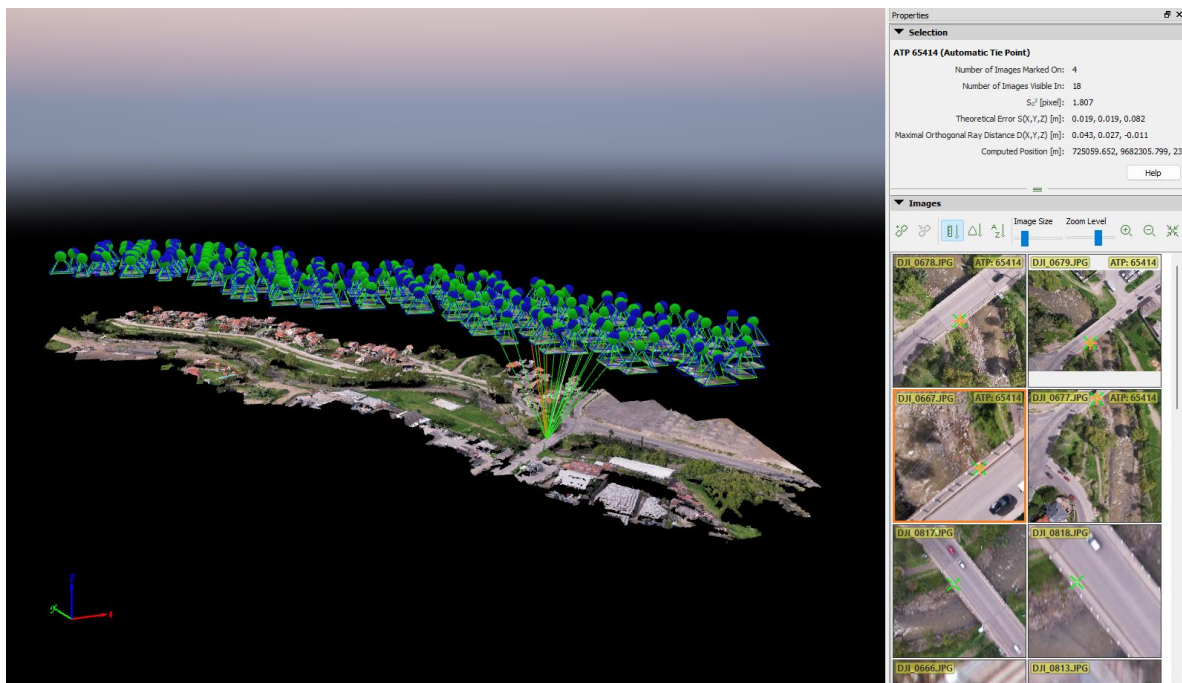 Properties
Selection
ATP 65414 (Automatic Tie Point)
Number of Images Marked On: 4
Number of Images Visible In: 18
S₀² [pixel]: 1.807
Theoretical Error S(X,Y,Z) [m]: 0.019, 0.019, 0.082
Maximal Orthogonal Ray Distance D(X,Y,Z) [m]: 0.043, 0.027, -0.011
Computed Position [m]: 725059.652, 9682305.799, 23
Help
Images
Image Size Zoom Level
DJI_0678.JPG ATP: 65414 DJI_0679.JPG ATP: 65414
DJI_0667.JPG ATP: 65414 DJI_0677.JPG ATP: 65414
DJI_0817.JPG DJI_0818.JPG
DJI_0666.JPG DJI_0813.JPG